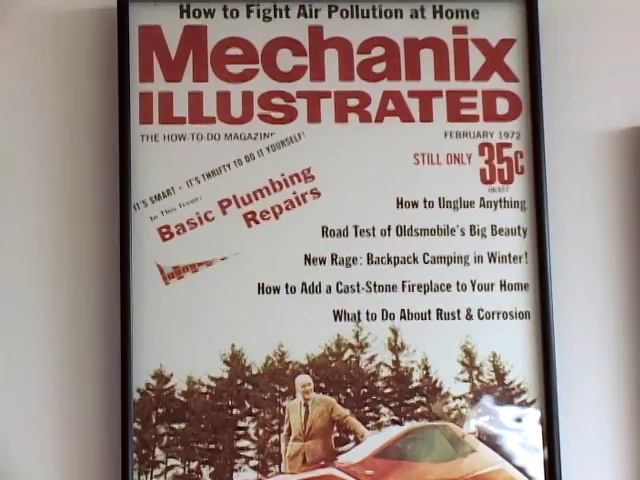 How to Fight Air Pollution at Home
Mechanix
ILLUSTRATED
THE HOW-TO-DO MAGAZINE
FEBRUARY 1972
STILL ONLY 35¢
IT'S SMART • IT'S THRIFTY TO DO IT YOURSELF!
In This Issue:
Basic Plumbing
Repairs
How to Unglue Anything
Road Test of Oldsmobile's Big Beauty
New Rage: Backpack Camping in Winter!
How to Add a Cast-Stone Fireplace to Your Home
What to Do About Rust & Corrosion